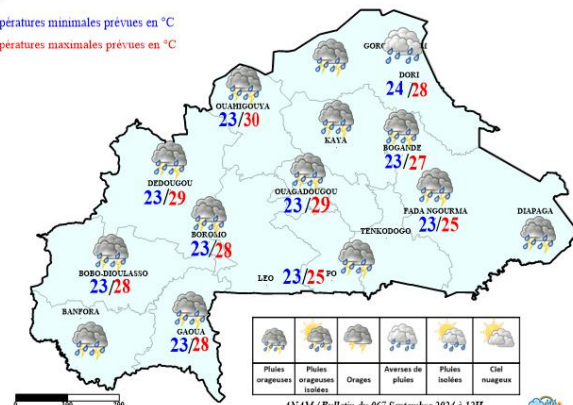 pératures minimales prévues en °C
pératures maximales prévues en °C
DORI
24 /28
OUAHIGOUYA
23/30
KAYA
BOGANDE
23/27
DEDOUGOU
23/29
OUAGADOUGOU
23/29
FADA NGOURMA
23/25
DIAPAGA
BOROMO
23/28
TENKODOGO
BOBO-DIOULASSO
23/28
LEO
23/25
PO
BANFORA
GAOUA
23/28
Pluies orageuses
Pluies orageuses isolées
Orages
Averses de pluies
Pluies isolées
Ciel nuageux